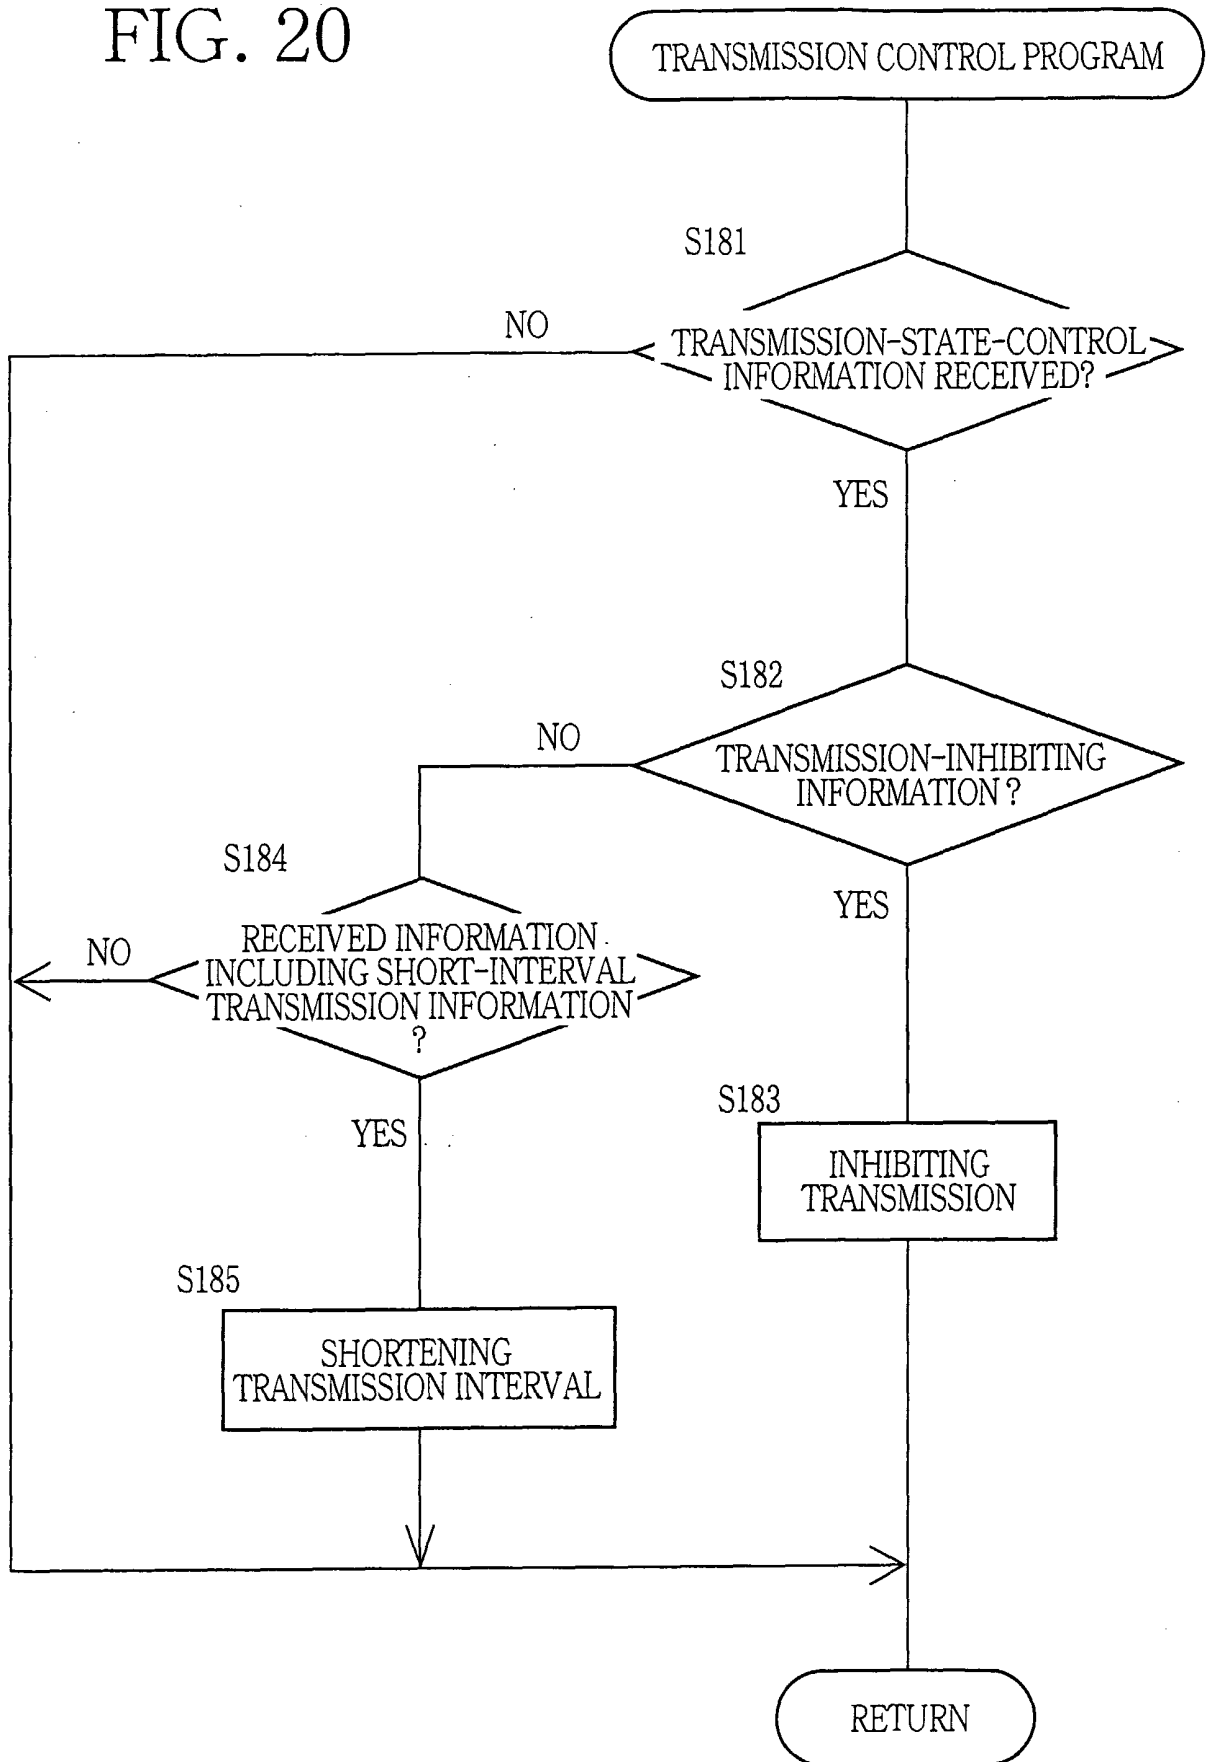 FIG. 20
TRANSMISSION CONTROL PROGRAM
S181
NO
TRANSMISSION-STATE-CONTROL
INFORMATION RECEIVED?
YES
S182
NO
TRANSMISSION-INHIBITING
INFORMATION?
S184
YES
NO
RECEIVED INFORMATION
INCLUDING SHORT-INTERVAL
TRANSMISSION INFORMATION
?
S183
YES
INHIBITING
TRANSMISSION
S185
SHORTENING
TRANSMISSION INTERVAL
RETURN